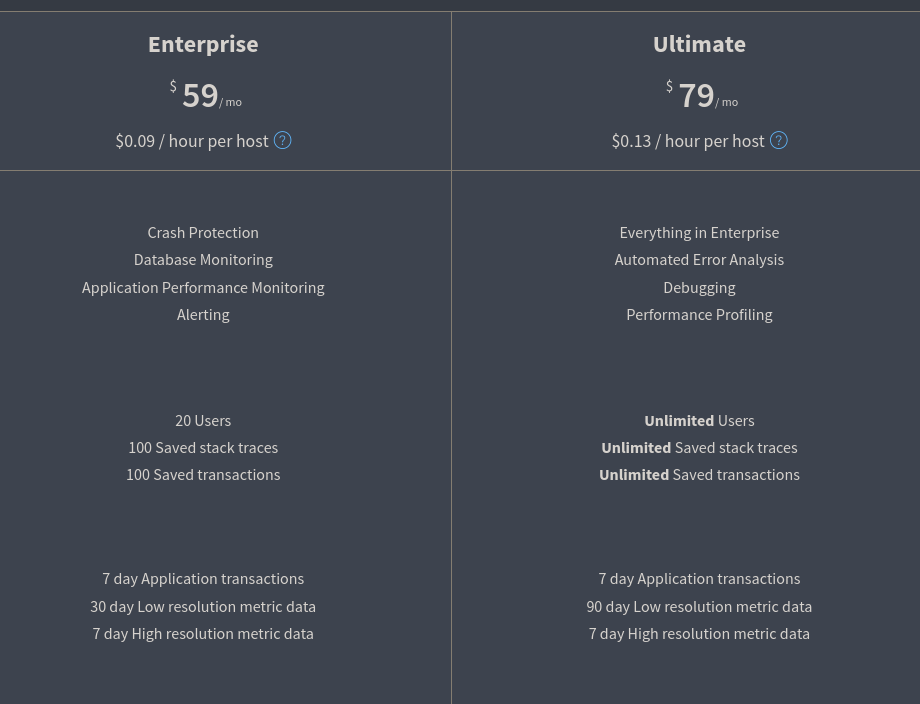 Enterprise
$ 59 / mo
$0.09 / hour per host ?
Crash Protection
Database Monitoring
Application Performance Monitoring
Alerting
20 Users
100 Saved stack traces
100 Saved transactions
7 day Application transactions
30 day Low resolution metric data
7 day High resolution metric data
Ultimate
$ 79 / mo
$0.13 / hour per host ?
Everything in Enterprise
Automated Error Analysis
Debugging
Performance Profiling
Unlimited Users
Unlimited Saved stack traces
Unlimited Saved transactions
7 day Application transactions
90 day Low resolution metric data
7 day High resolution metric data